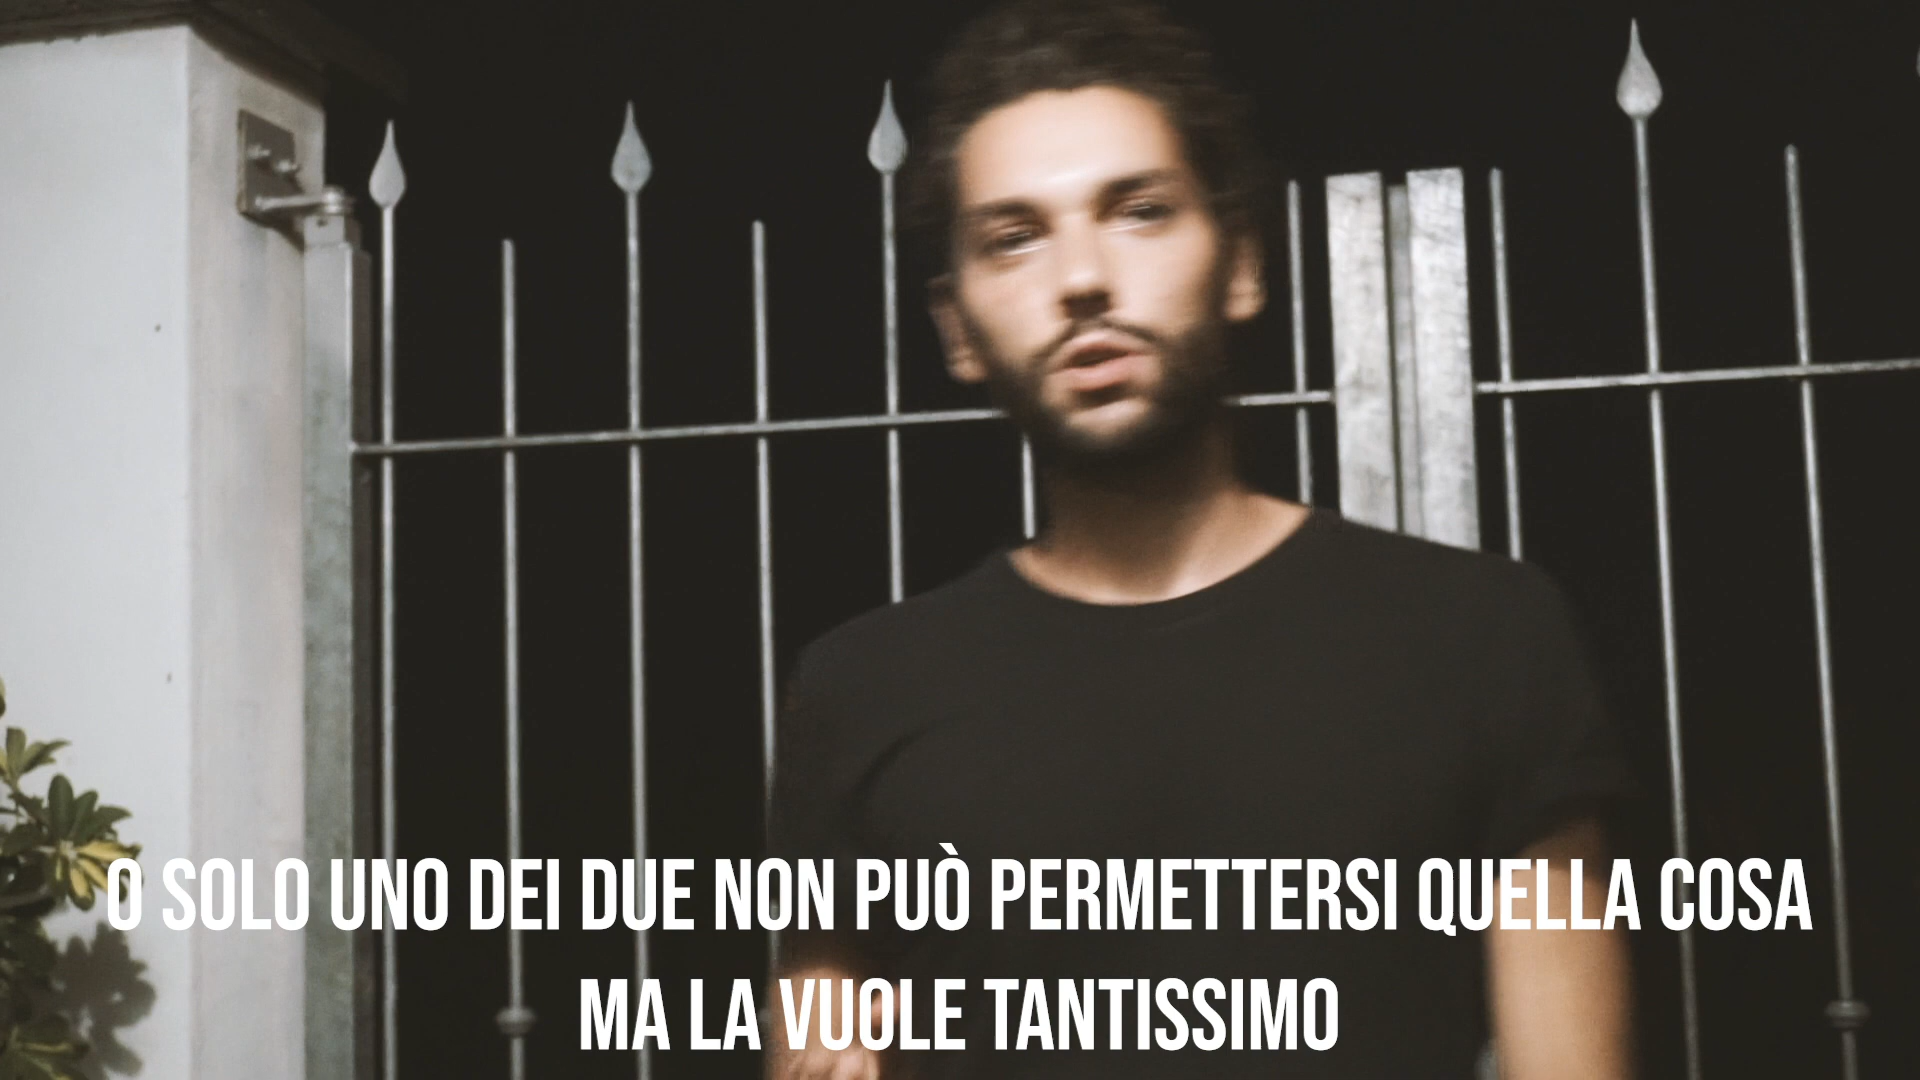 O SOLO UNO DEI DUE NON PUÒ PERMETTERSI QUELLA COSA
MA LA VUOLE TANTISSIMO